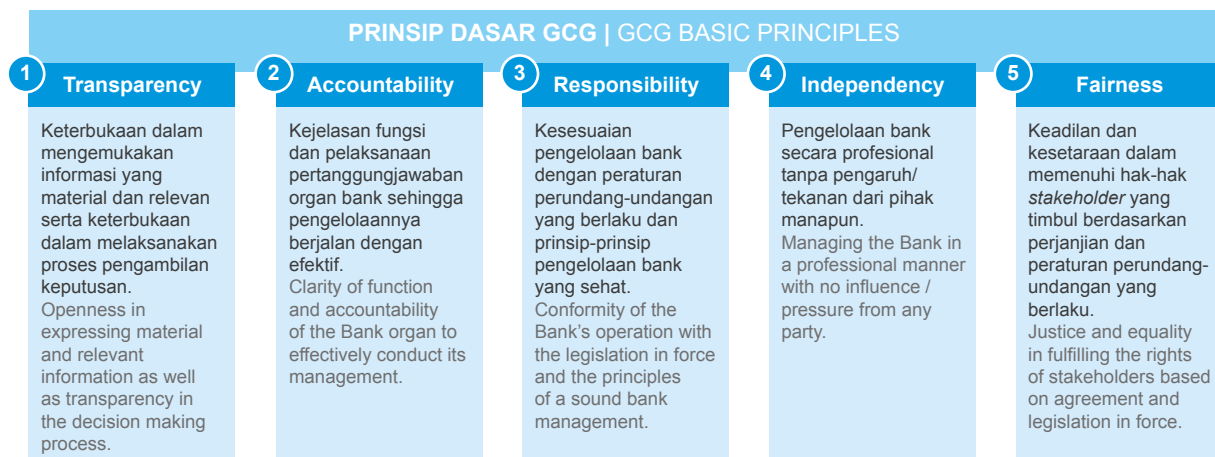 PRINSIP DASAR GCG | GCG BASIC PRINCIPLES
1
Transparency
Keterbukaan dalam
mengemukakan
informasi yang
material dan relevan
serta keterbukaan
dalam melaksanakan
proses pengambilan
keputusan.
Openness in
expressing material
and relevant
information as well
as transparency in
the decision making
process.
2
Accountability
Kejelasan fungsi
dan pelaksanaan
pertanggungjawaban
organ bank sehingga
pengelolaannya
berjalan dengan
efektif.
Clarity of function
and accountability
of the Bank organ to
effectively conduct its
management.
3
Responsibility
Kesesuaian
pengelolaan bank
dengan peraturan
perundang-undangan
yang berlaku dan
prinsip-prinsip
pengelolaan bank
yang sehat.
Conformity of the
Bank's operation with
the legislation in force
and the principles
of a sound bank
management.
4
Independency
Pengelolaan bank
secara profesional
tanpa pengaruh/
tekanan dari pihak
manapun.
Managing the Bank in
a professional manner
with no influence /
pressure from any
party.
5
Fairness
Keadilan dan
kesetaraan dalam
memenuhi hak-hak
stakeholder yang
timbul berdasarkan
perjanjian dan
peraturan perundang-
undangan yang
berlaku.
Justice and equality
in fulfilling the rights
of stakeholders based
on agreement and
legislation in force.